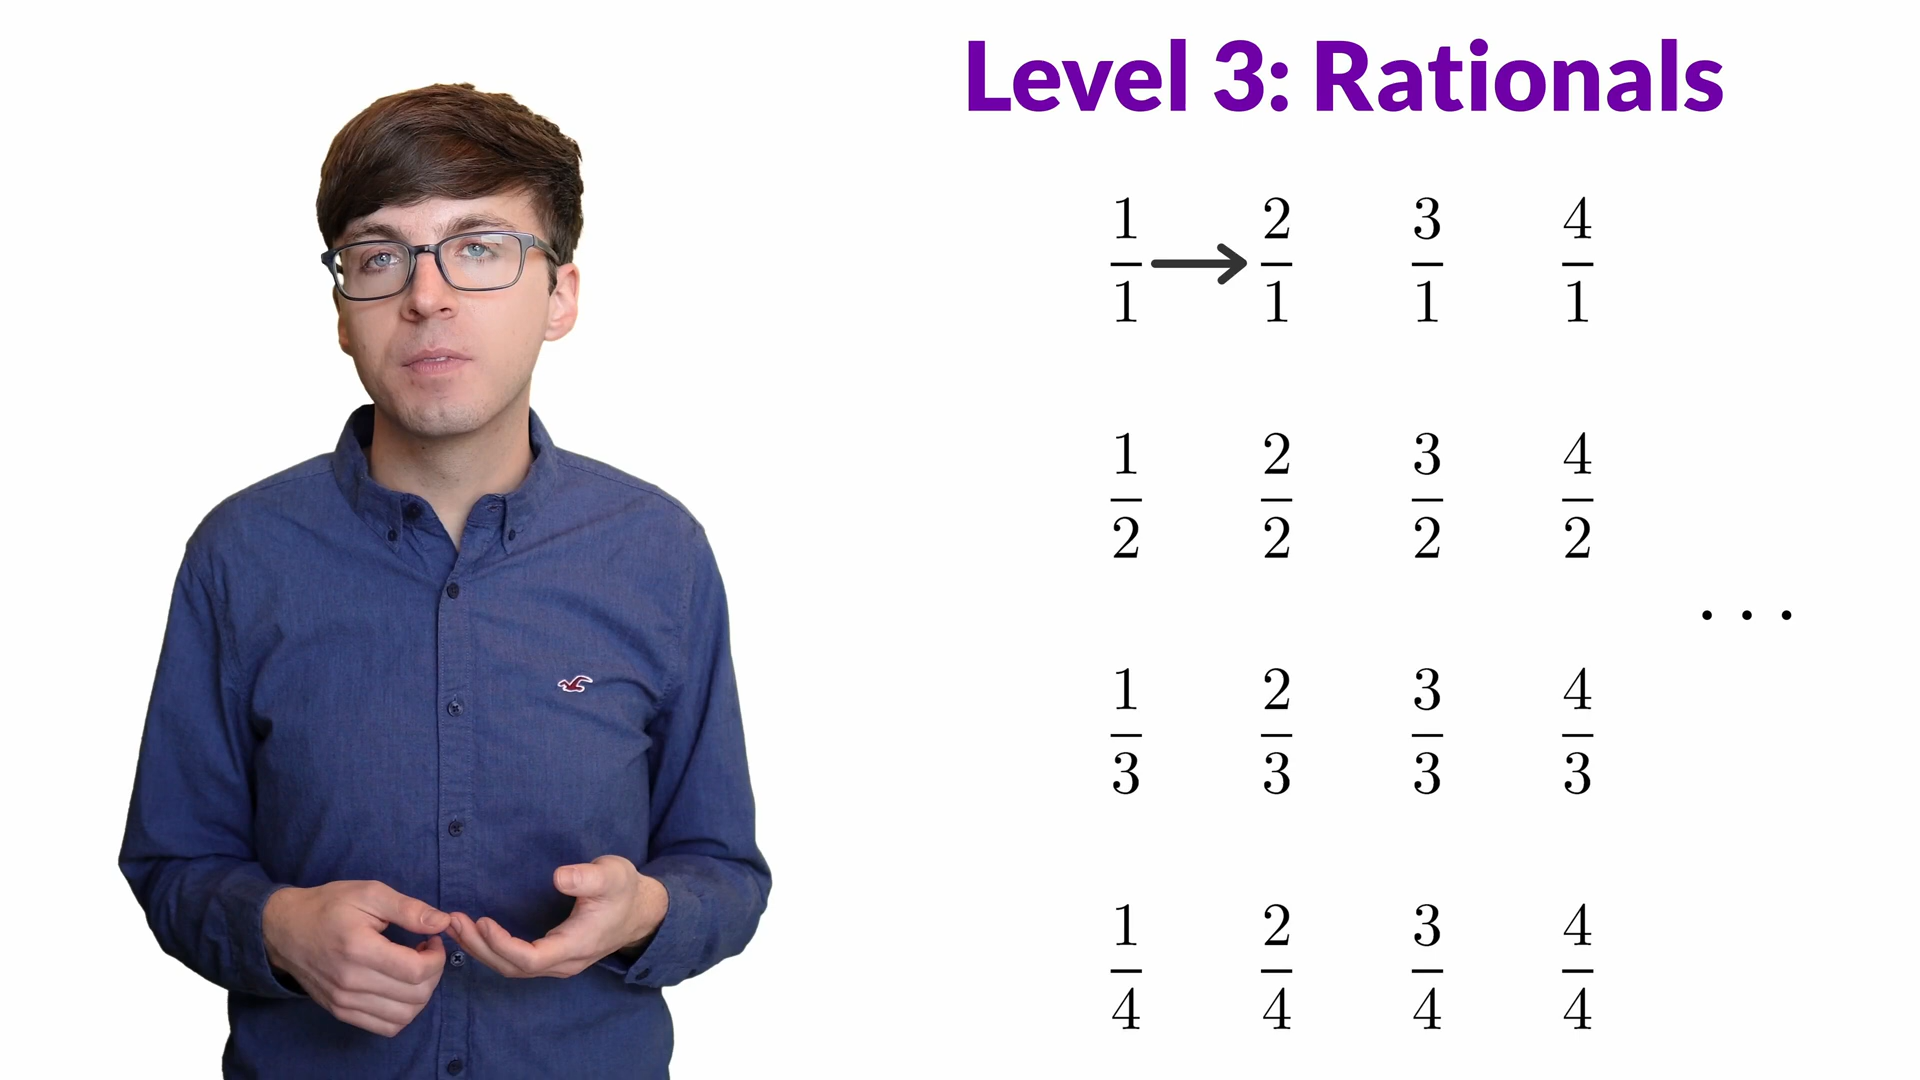 Level 3: Rationals
1/1 → 2/1 3/1 4/1
1/2 2/2 3/2 4/2
. . .
1/3 2/3 3/3 4/3
1/4 2/4 3/4 4/4